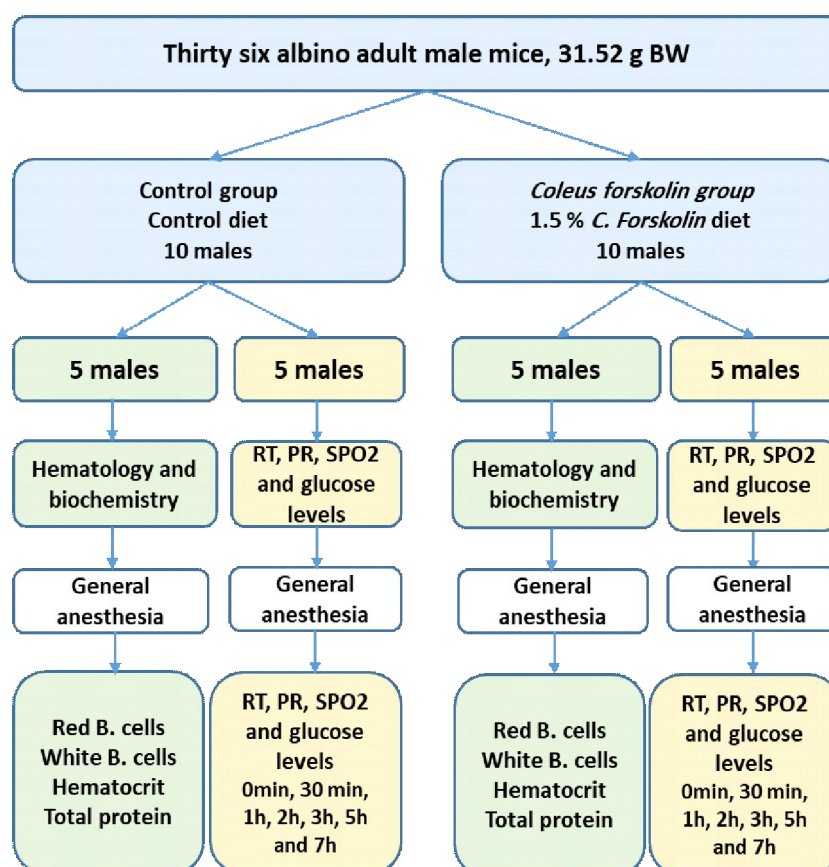 Thirty six albino adult male mice, 31.52 g BW
Control group
Control diet
10 males
Coleus forskolin group
1.5 % C. Forskolin diet
10 males
5 males
5 males
5 males
5 males
Hematology and
biochemistry
RT, PR, SPO2
and glucose
levels
Hematology and
biochemistry
RT, PR, SPO2
and glucose
levels
General
anesthesia
General
anesthesia
General
anesthesia
General
anesthesia
Red B. cells
White B. cells
Hematocrit
Total protein
RT, PR, SPO2
and glucose
levels
0min, 30 min,
1h, 2h, 3h, 5h
and 7h
Red B. cells
White B. cells
Hematocrit
Total protein
RT, PR, SPO2
and glucose
levels
0min, 30 min,
1h, 2h, 3h, 5h
and 7h